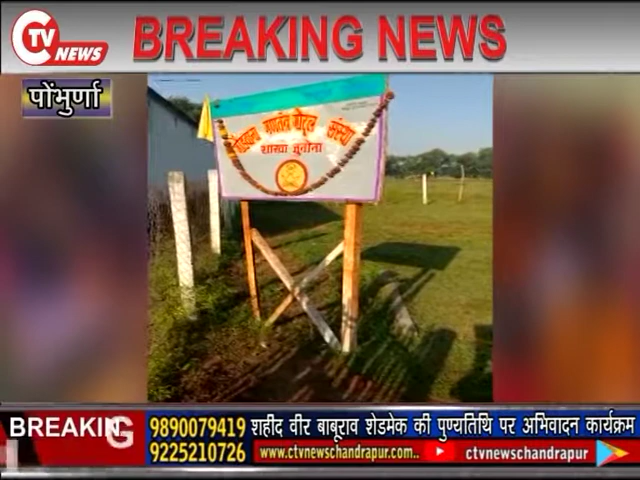 CTV NEWS
BREAKING NEWS
पोंभुर्णा
गणतंत्र गोटूल संस्था
शाखा जुनोना
BREAKING
9890079419
शहीद वीर बाबूराव शेडमेक की पुण्यतिथि पर अभिवादन कार्यक्रम
9225210726
www.ctvnewschandrapur.com..
ctvnewschandrapur